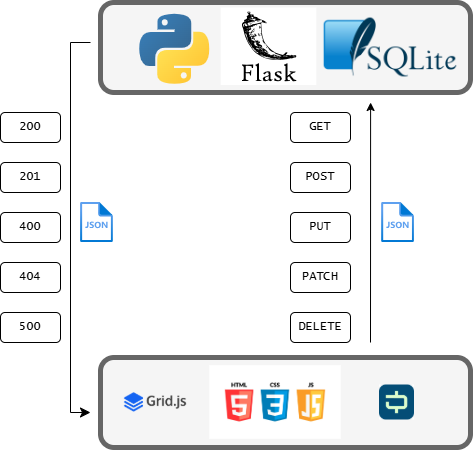 Flask
SQLite
200
GET
201
POST
JSON
JSON
400
PUT
404
PATCH
500
DELETE
Grid.js
HTML
CSS
JS
5
3
JS